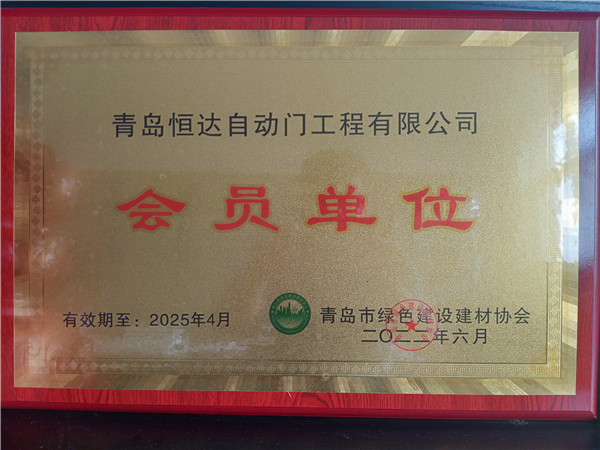 青岛恒达自动门工程有限公司
会员单位
有效期至：2025年4月
青岛市绿色建设建材协会
二〇二二年六月